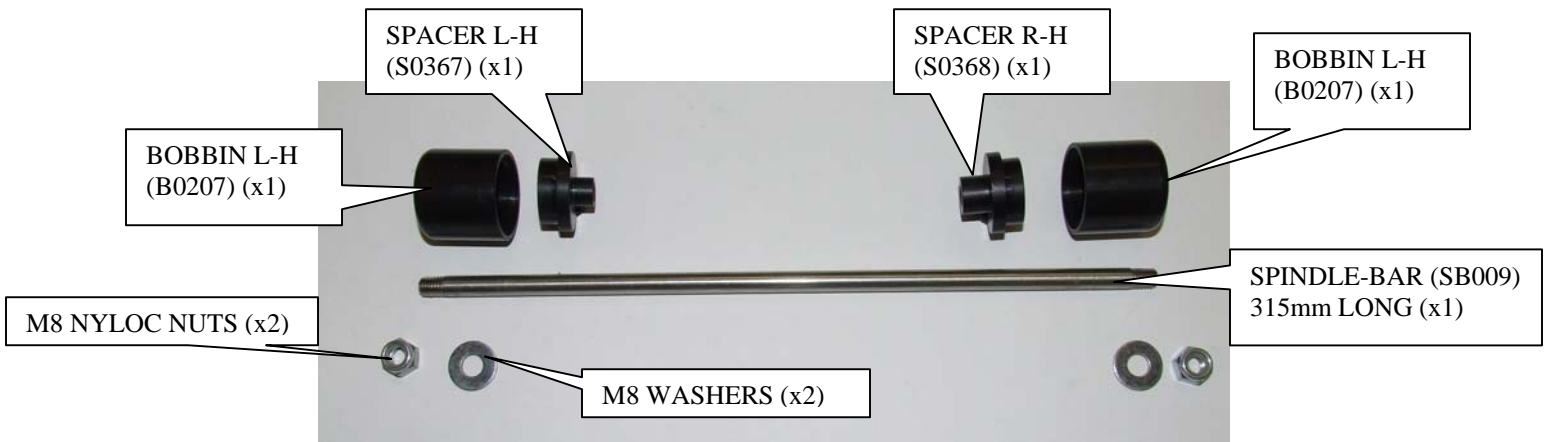 SPACER L-H
(S0367) (x1)
SPACER R-H
(S0368) (x1)
BOBBIN L-H
(B0207) (x1)
BOBBIN L-H
(B0207) (x1)
SPINDLE-BAR (SB009)
315mm LONG (x1)
M8 NYLOC NUTS (x2)
M8 WASHERS (x2)